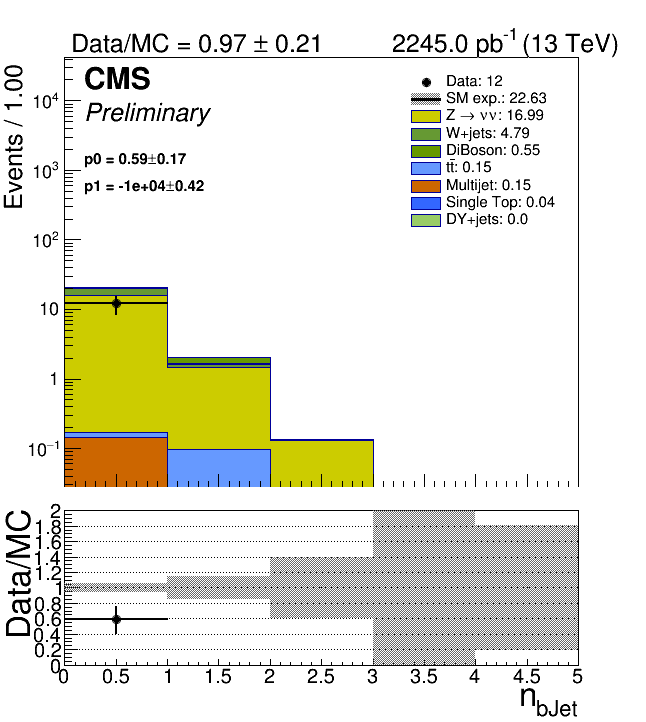 Data/MC = 0.97 ± 0.21 2245.0 pb⁻¹ (13 TeV)
CMS
Preliminary
p0 = 0.59±0.17
p1 = -1e+04±0.42
Data: 12
SM exp.: 22.63
Z → νν: 16.99
W+jets: 4.79
DiBoson: 0.55
tt̄: 0.15
Multijet: 0.15
Single Top: 0.04
DY+jets: 0.0
Events / 1.00
10⁴
10³
10²
10
1
10⁻¹
Data/MC
2
1.8
1.6
1.4
1.2
1
0.8
0.6
0.4
0.2
0
0 0.5 1 1.5 2 2.5 3 3.5 4 4.5 5
n_bJet